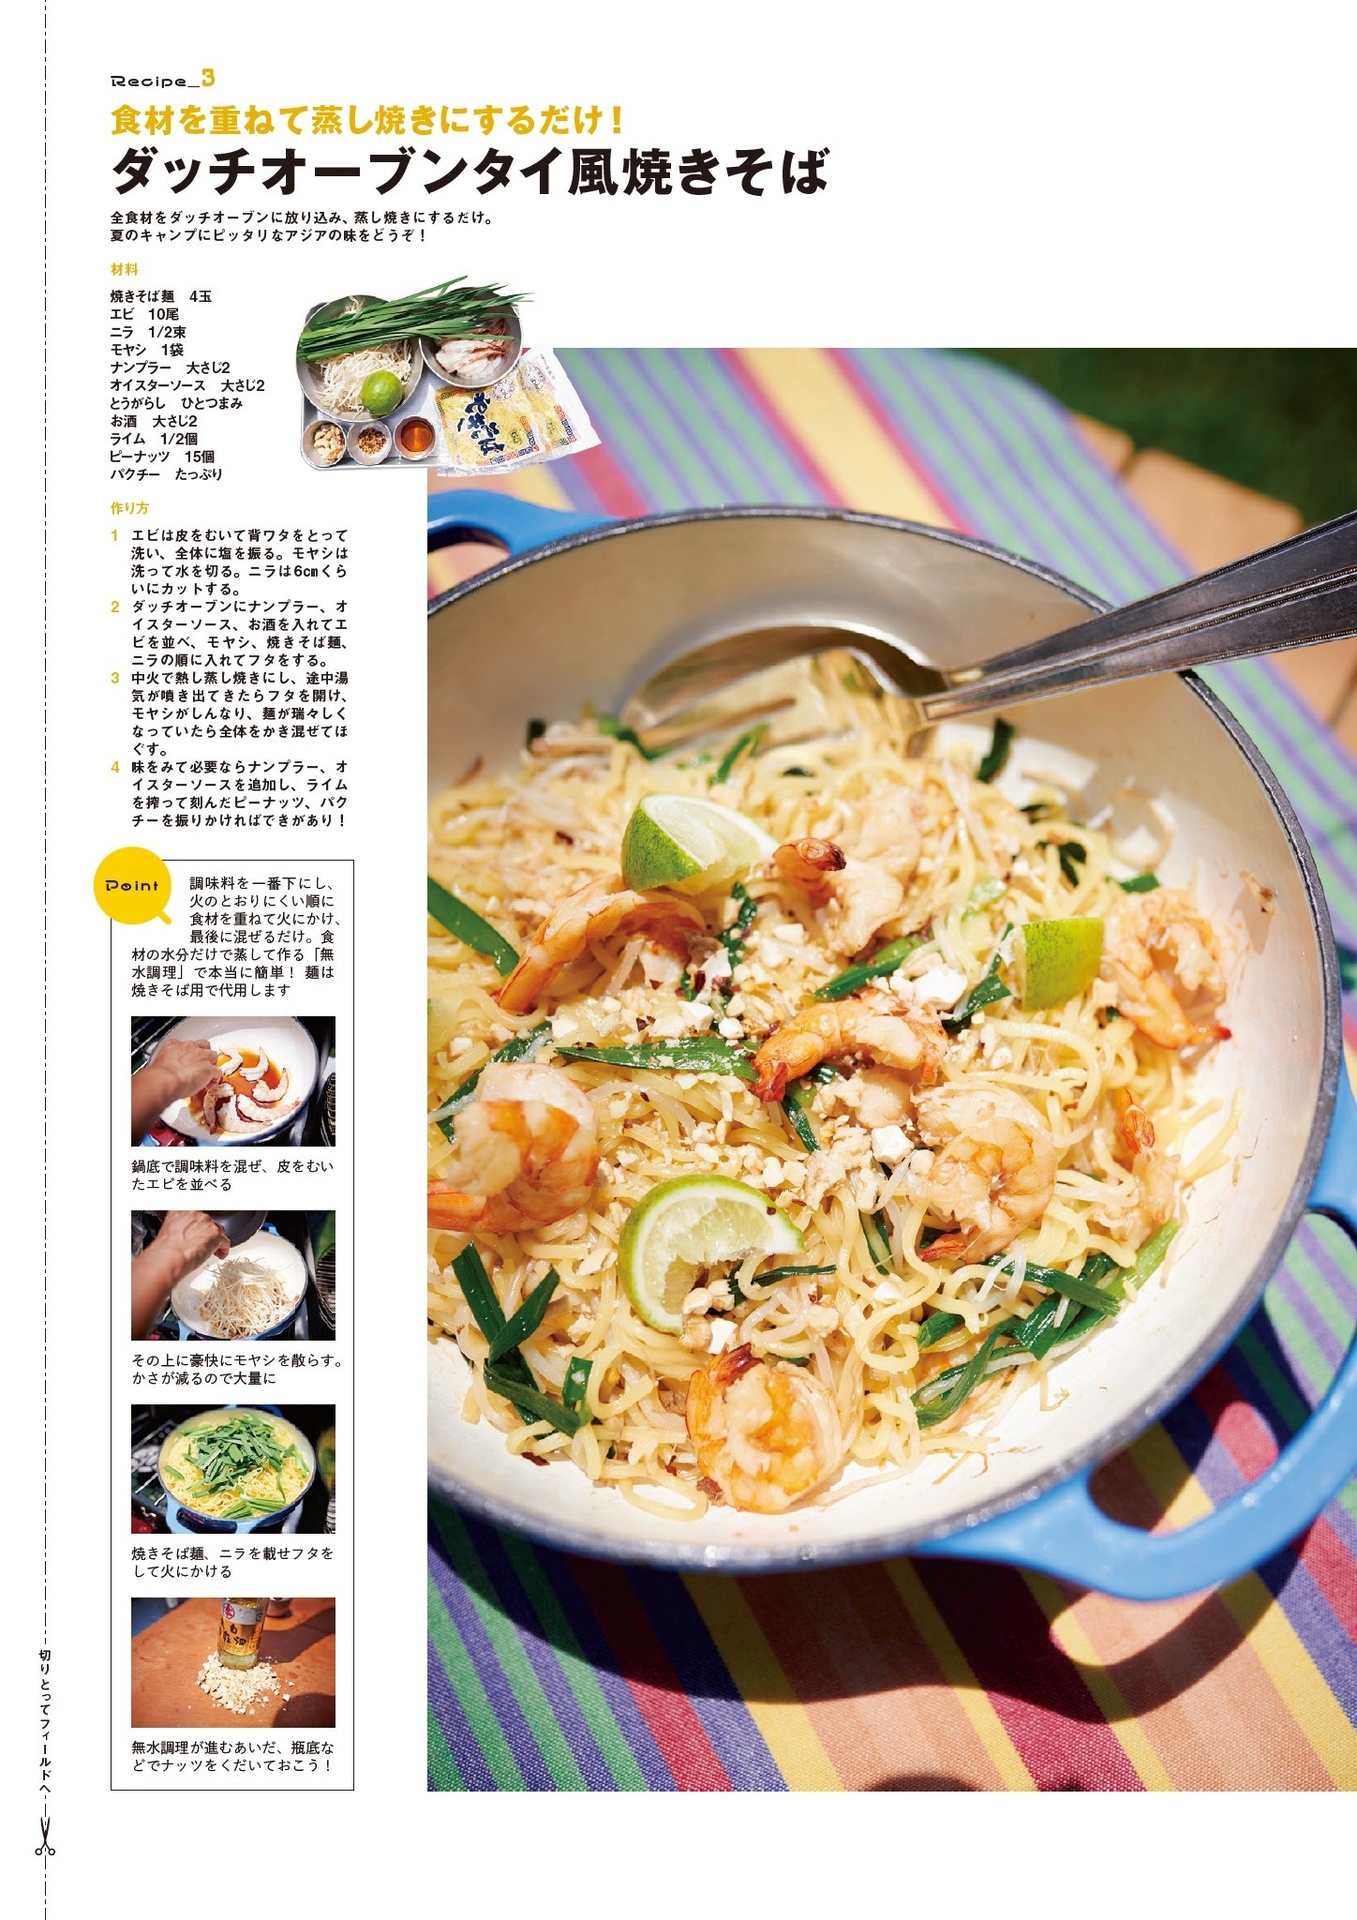 Recipe_3
食材を重ねて蒸し焼きにするだけ！
ダッチオーブンタイ風焼きそば
全食材をダッチオーブンに放り込み、蒸し焼きにするだけ。
夏のキャンプにピッタリなアジアの味をどうぞ！
材料
焼きそば麺　4玉
エビ　10尾
ニラ　1/2束
モヤシ　1袋
ナンプラー　大さじ2
オイスターソース　大さじ2
とうがらし　ひとつまみ
お酒　大さじ2
ライム　1/2個
ピーナッツ　15個
パクチー　たっぷり
作り方
1 エビは皮をむいて背ワタをとって
洗い、全体に塩を振る。モヤシは
洗って水を切る。ニラは6cmくら
いにカットする。
2 ダッチオーブンにナンプラー、オ
イスターソース、お酒を入れてエ
ビを並べ、モヤシ、焼きそば麺、
ニラの順に入れてフタをする。
3 中火で熱し蒸し焼きにし、途中湯
気が噴き出てきたらフタを開け、
モヤシがしんなり、麺が瑞々しく
なっていたら全体をかき混ぜてほ
ぐす。
4 味をみて必要ならナンプラー、オ
イスターソースを追加し、ライム
を搾って刻んだピーナッツ、パク
チーを振りかければできがあり！
Point
調味料を一番下にし、
火のとおりにくい順に
食材を重ねて火にかけ、
最後に混ぜるだけ。食
材の水分だけで蒸して作る「無
水調理」で本当に簡単！ 麺は
焼きそば用で代用します
鍋底で調味料を混ぜ、皮をむい
たエビを並べる
その上に豪快にモヤシを散らす。
かさが減るので大量に
焼きそば麺、ニラを載せフタを
して火にかける
無水調理が進むあいだ、瓶底な
どでナッツをくだいておこう！
切りとってフィールドへ
やきそば